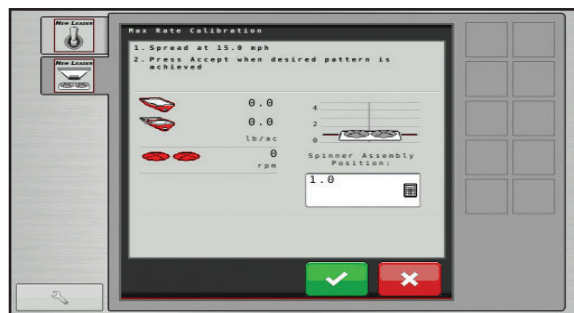 NEW LEADER
Max Rate Calibration
1. Spread at 15.0 mph
2. Press Accept when desired pattern is
achieved
NEW LEADER
0.0
0.0
lb/ac
0
rpm
4
2
0
Spinner Assembly
Position:
1.0